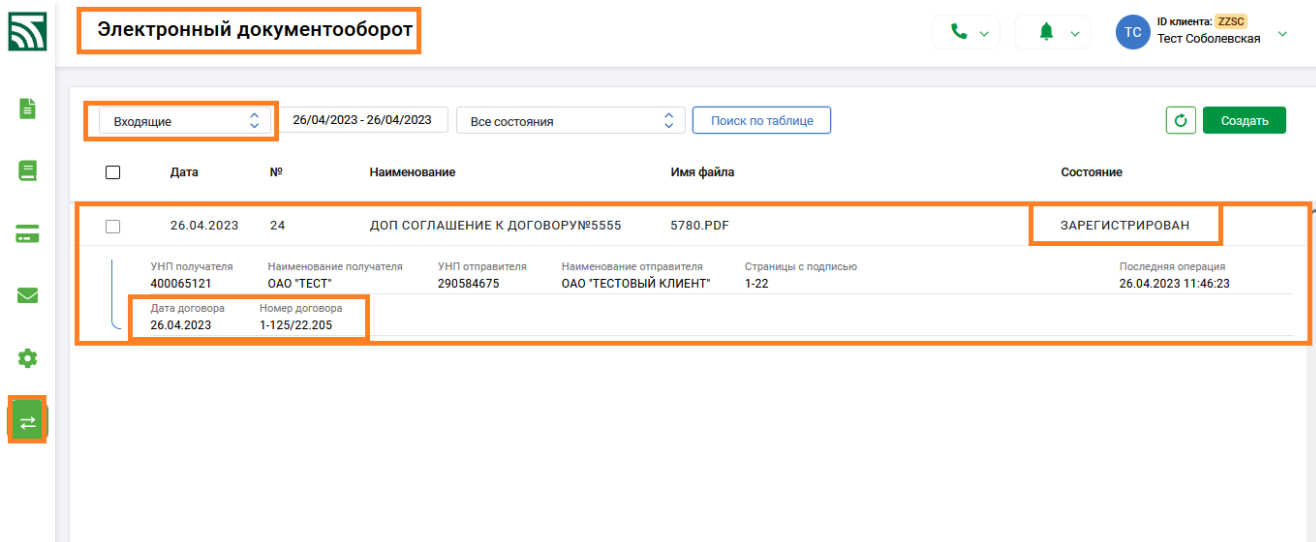 Электронный документооборот
ID клиента: ZZSC
ТС Тест Соболевская
Входящие 26/04/2023 - 26/04/2023 Все состояния Поиск по таблице Создать
Дата № Наименование Имя файла Состояние
26.04.2023 24 ДОП СОГЛАШЕНИЕ К ДОГОВОРУ№5555 5780.PDF ЗАРЕГИСТРИРОВАН
УНП получателя Наименование получателя УНП отправителя Наименование отправителя Страницы с подписью Последняя операция
400065121 ОАО "ТЕСТ" 290584675 ОАО "ТЕСТОВЫЙ КЛИЕНТ" 1-22 26.04.2023 11:46:23
Дата договора Номер договора
26.04.2023 1-125/22.205